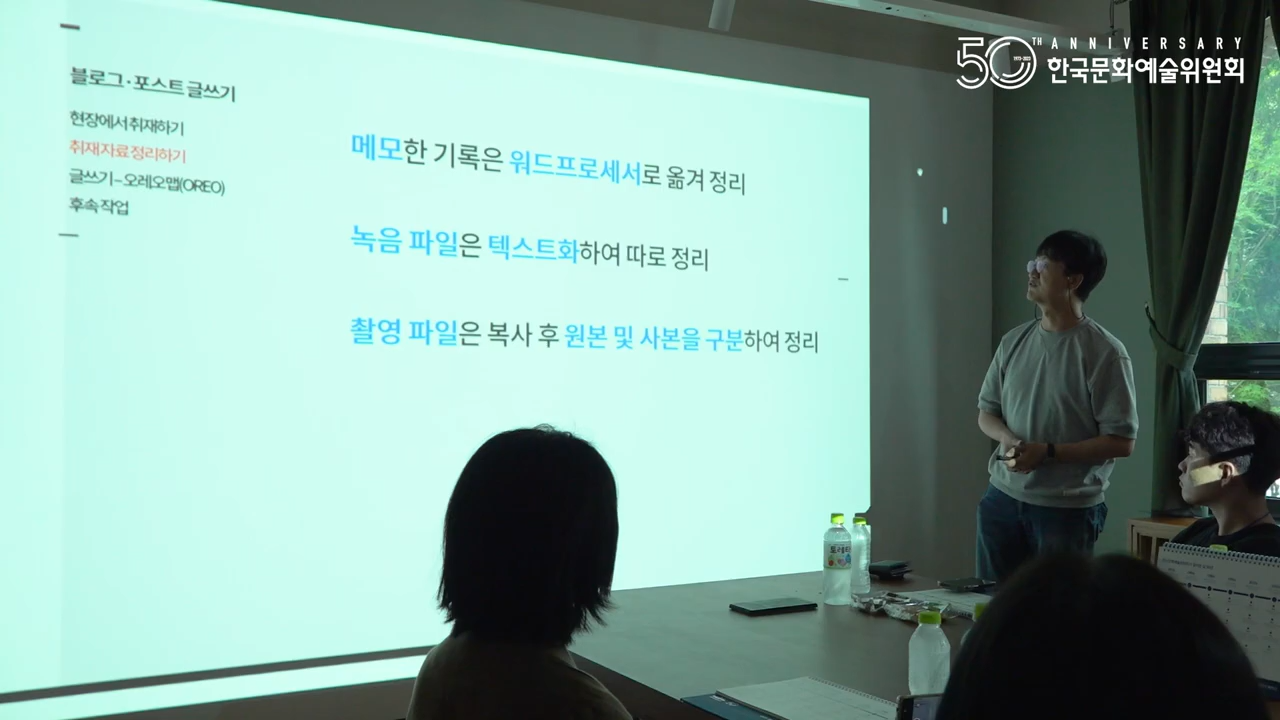 50TH ANNIVERSARY
1973-2023
한국문화예술위원회
블로그·포스트 글쓰기
현장에서 취재하기
취재자료 정리하기
글쓰기–오레오맵(OREO)
후속 작업
메모한 기록은 워드프로세서로 옮겨 정리
녹음 파일은 텍스트화하여 따로 정리
촬영 파일은 복사 후 원본 및 사본을 구분하여 정리
토레타